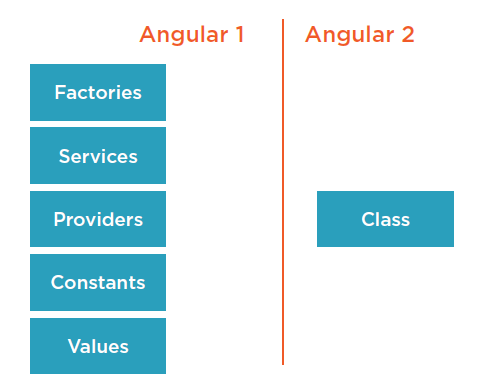 Angular 1
Angular 2
Factories
Services
Providers
Constants
Values
Class